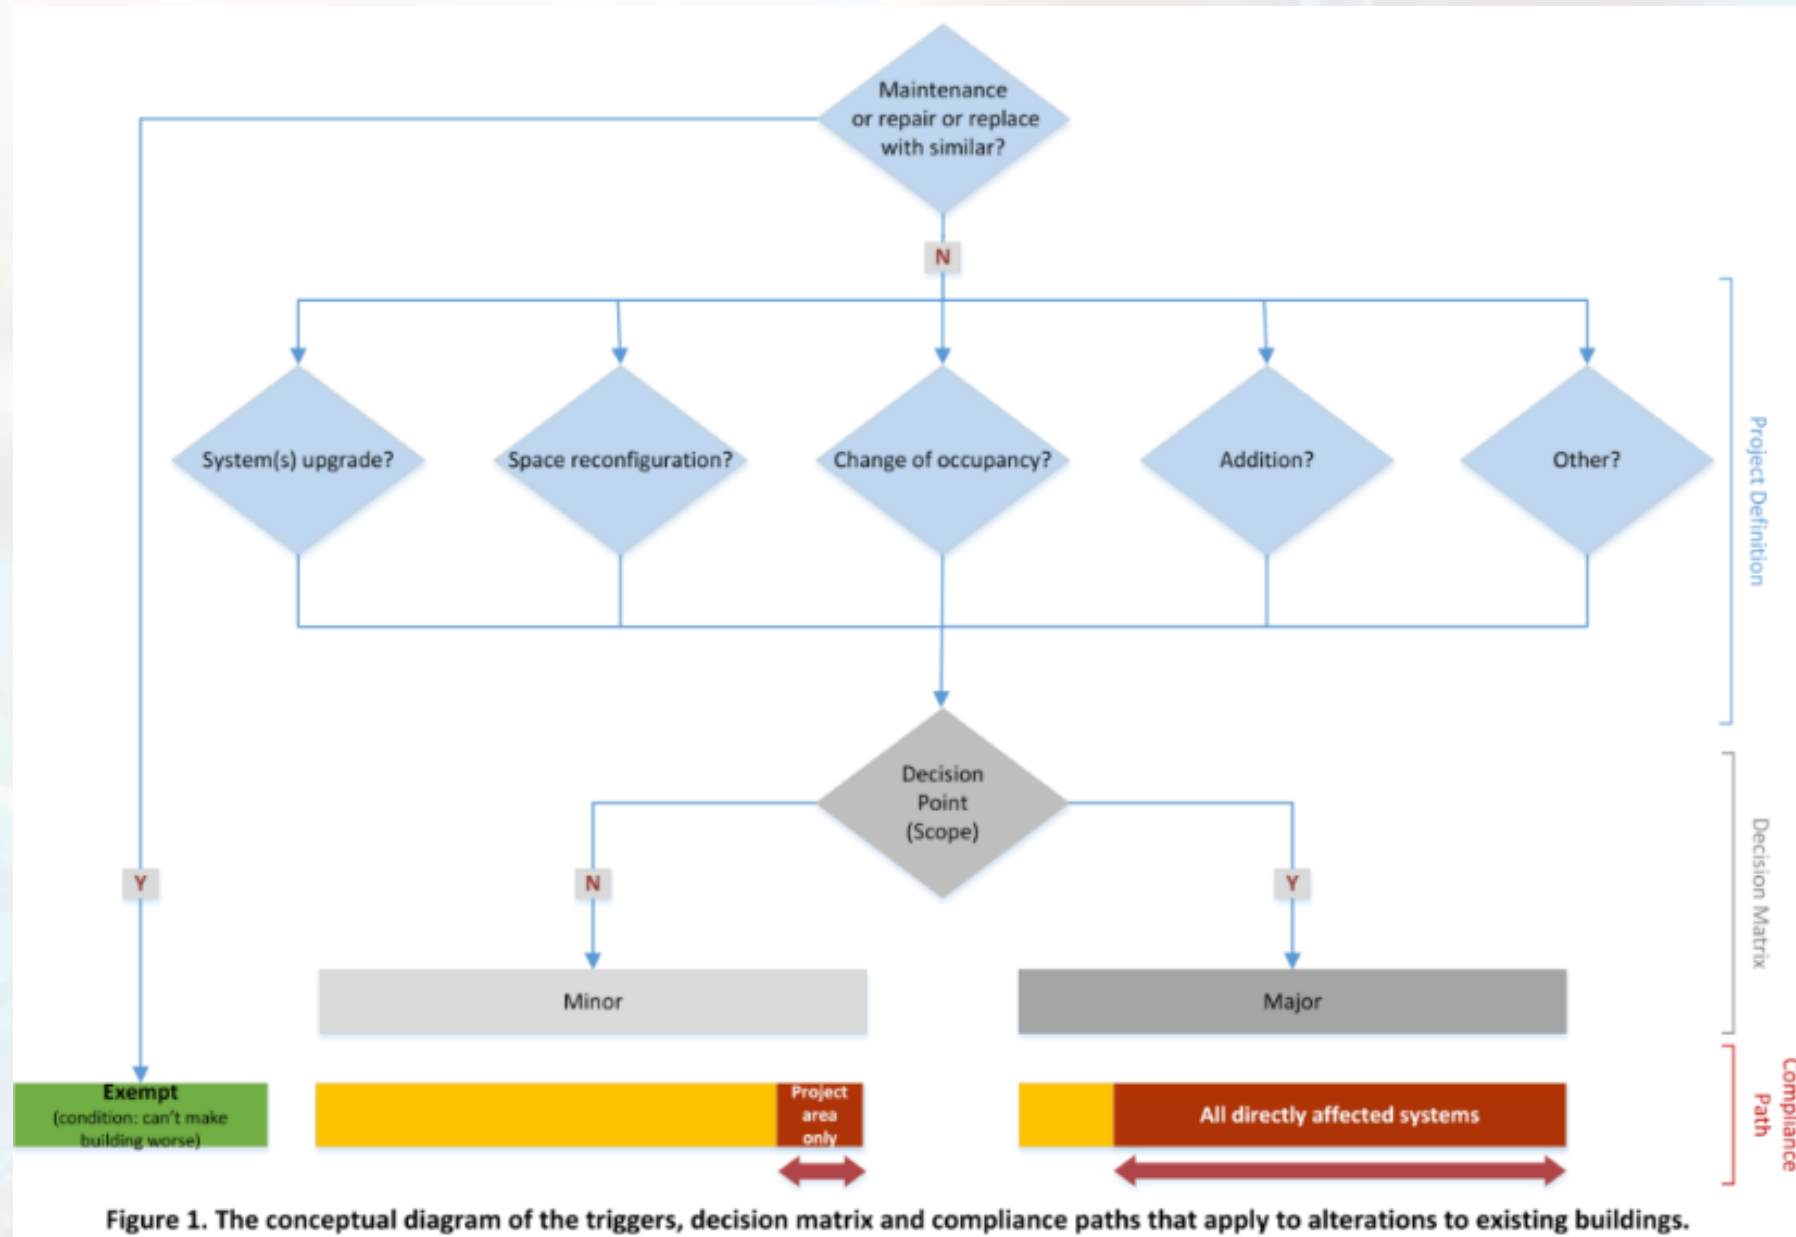 Maintenance
or repair or replace
with similar?
N
System(s) upgrade?
Space reconfiguration?
Change of occupancy?
Addition?
Other?
Project Definition
Decision
Point
(Scope)
Y
N
Y
Decision Matrix
Minor
Major
Exempt
(condition: can't make
building worse)
Project
area
only
All directly affected systems
Compliance
Path
Figure 1. The conceptual diagram of the triggers, decision matrix and compliance paths that apply to alterations to existing buildings.